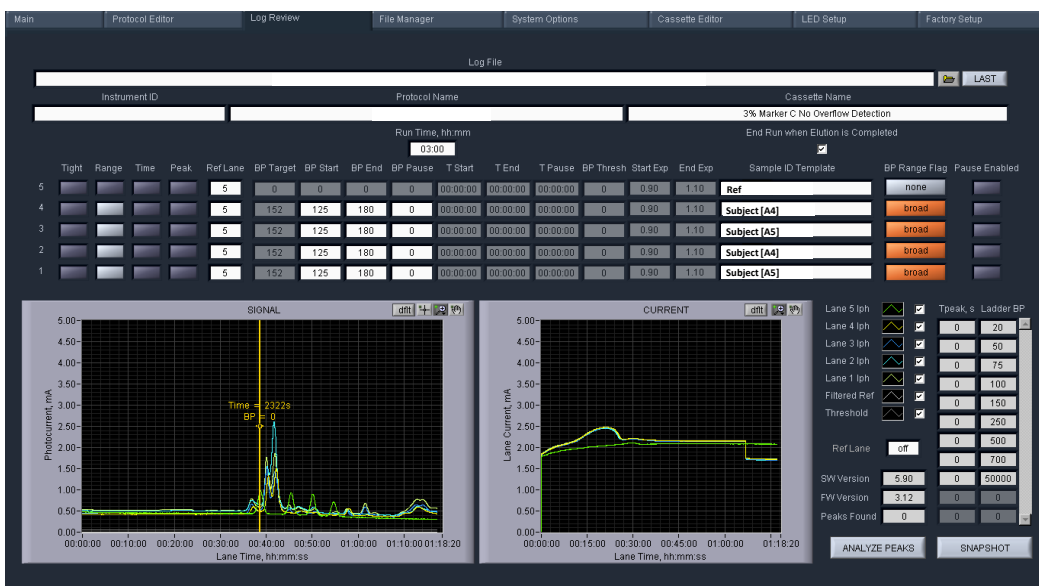 Main Protocol Editor Log Review File Manager System Options Cassette Editor LED Setup Factory Setup
Log File
LAST
Instrument ID Protocol Name Cassette Name
3% Marker C No Overflow Detection
Run Time, hh:mm End Run when Elution is Completed
03:00
Tight Range Time Peak Ref Lane BP Target BP Start BP End BP Pause T Start T End T Pause BP Thresh Start Exp End Exp Sample ID Template BP Range Flag Pause Enabled
5 5 0 0 0 0 00:00:00 00:00:00 00:00:00 0 0.90 1.10 Ref none
4 5 152 125 180 0 00:00:00 00:00:00 00:00:00 0 0.90 1.10 Subject [A4] broad
3 5 152 125 180 0 00:00:00 00:00:00 00:00:00 0 0.90 1.10 Subject [A5] broad
2 5 152 125 180 0 00:00:00 00:00:00 00:00:00 0 0.90 1.10 Subject [A4] broad
1 5 152 125 180 0 00:00:00 00:00:00 00:00:00 0 0.90 1.10 Subject [A5] broad
SIGNAL dflt
5.00
4.50
4.00
3.50
3.00
2.50
2.00
1.50
1.00
0.50
0.00
Photocurrent, mA
Time = 2322s
BP = 0
00:00:00 00:10:00 00:20:00 00:30:00 00:40:00 00:50:00 01:00:00 01:10:00 01:18:20
Lane Time, hh:mm:ss
CURRENT dflt
5.00
4.50
4.00
3.50
3.00
2.50
2.00
1.50
1.00
0.50
0.00
Lane Current, mA
00:00:00 00:15:00 00:30:00 00:45:00 01:00:00 01:18:20
Lane Time, hh:mm:ss
Lane 5 Iph
Lane 4 Iph
Lane 3 Iph
Lane 2 Iph
Lane 1 Iph
Filtered Ref
Threshold
Ref Lane off
SW Version 5.90
FW Version 3.12
Peaks Found 0
Tpeak, s Ladder BP
0 20
0 50
0 75
0 100
0 150
0 250
0 500
0 700
0 50000
0 0
0 0
ANALYZE PEAKS SNAPSHOT